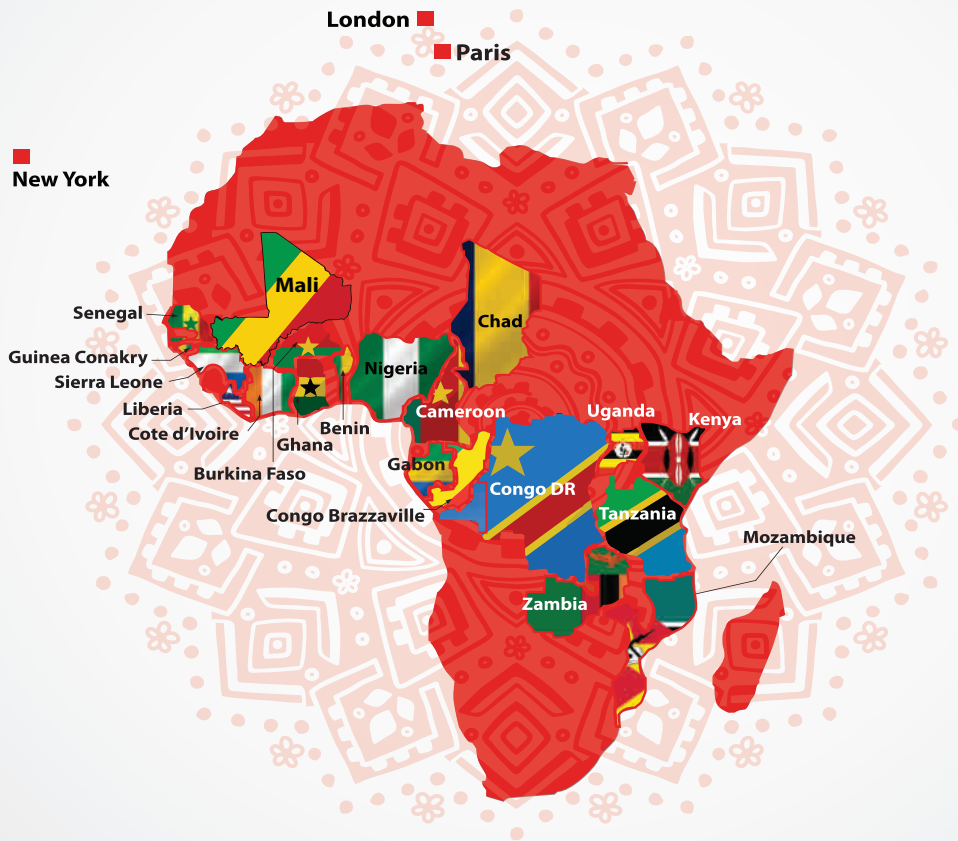 London
Paris
New York
Mali
Senegal
Chad
Guinea Conakry
Nigeria
Sierra Leone
Liberia
Cameroon
Uganda
Kenya
Benin
Cote d’Ivoire
Ghana
Gabon
Burkina Faso
Congo DR
Congo Brazzaville
Tanzania
Mozambique
Zambia